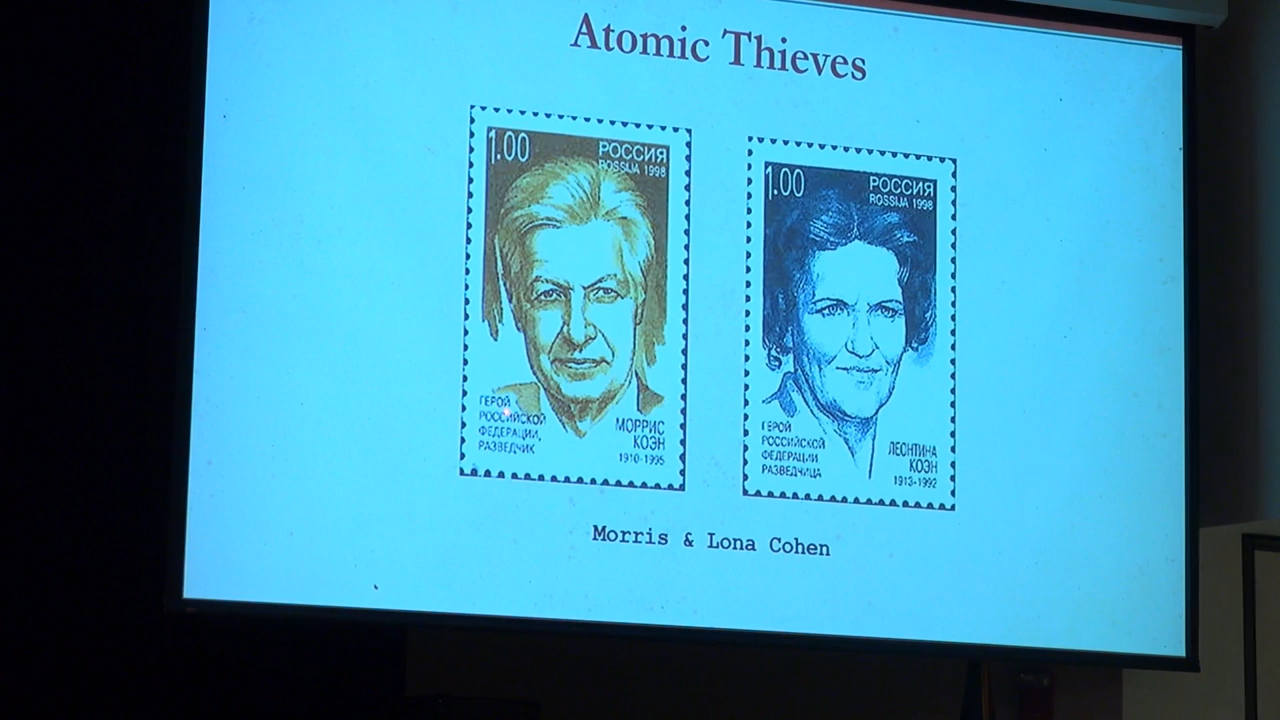 Atomic Thieves
1.00
РОССИЯ
ROSSIJA 1998
ГЕРОЙ
РОССИЙСКОЙ
ФЕДЕРАЦИИ,
РАЗВЕДЧИК
МОРРИС
КОЭН
1910-1995
1.00
РОССИЯ
ROSSIJA 1998
ГЕРОЙ
РОССИЙСКОЙ
ФЕДЕРАЦИИ,
РАЗВЕДЧИЦА
ЛЕОНТИНА
КОЭН
1913-1992
Morris & Lona Cohen